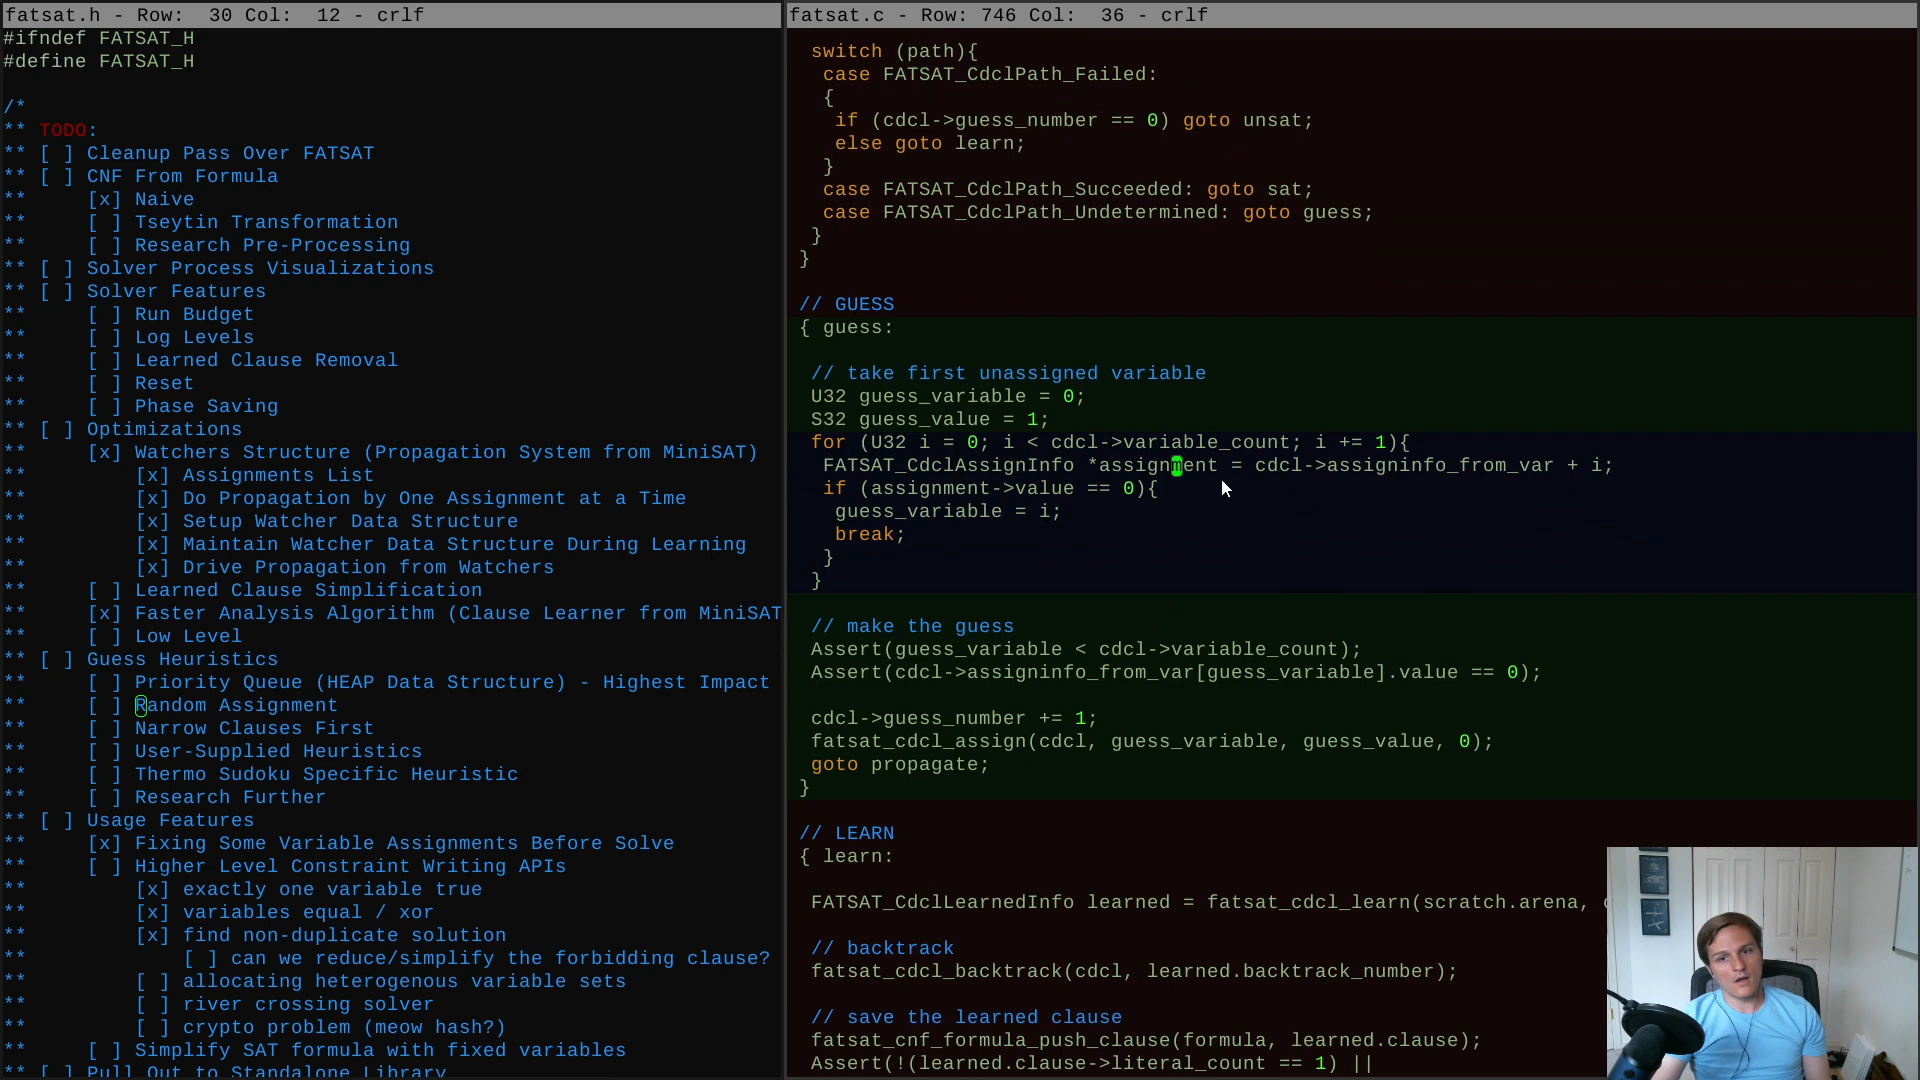 fatsat.h - Row:  30 Col:  12 - crlf
#ifndef FATSAT_H
#define FATSAT_H
/*
** TODO:
** [ ] Cleanup Pass Over FATSAT
** [ ] CNF From Formula
**     [x] Naive
**     [ ] Tseytin Transformation
**     [ ] Research Pre-Processing
** [ ] Solver Process Visualizations
** [ ] Solver Features
**     [ ] Run Budget
**     [ ] Log Levels
**     [ ] Learned Clause Removal
**     [ ] Reset
**     [ ] Phase Saving
** [ ] Optimizations
**     [x] Watchers Structure (Propagation System from MiniSAT)
**         [x] Assignments List
**         [x] Do Propagation by One Assignment at a Time
**         [x] Setup Watcher Data Structure
**         [x] Maintain Watcher Data Structure During Learning
**         [x] Drive Propagation from Watchers
**     [ ] Learned Clause Simplification
**     [x] Faster Analysis Algorithm (Clause Learner from MiniSAT
**     [ ] Low Level
** [ ] Guess Heuristics
**     [ ] Priority Queue (HEAP Data Structure) - Highest Impact
**     [ ] Random Assignment
**     [ ] Narrow Clauses First
**     [ ] User-Supplied Heuristics
**     [ ] Thermo Sudoku Specific Heuristic
**     [ ] Research Further
** [ ] Usage Features
**     [x] Fixing Some Variable Assignments Before Solve
**     [ ] Higher Level Constraint Writing APIs
**         [x] exactly one variable true
**         [x] variables equal / xor
**         [x] find non-duplicate solution
**             [ ] can we reduce/simplify the forbidding clause?
**         [ ] allocating heterogenous variable sets
**         [ ] river crossing solver
**         [ ] crypto problem (meow hash?)
**     [ ] Simplify SAT formula with fixed variables
** [ ] Pull Out to Standalone Library
fatsat.c - Row: 746 Col:  36 - crlf
switch (path){
case FATSAT_CdclPath_Failed:
{
if (cdcl->guess_number == 0) goto unsat;
else goto learn;
}
case FATSAT_CdclPath_Succeeded: goto sat;
case FATSAT_CdclPath_Undetermined: goto guess;
}
}
// GUESS
{ guess:
// take first unassigned variable
U32 guess_variable = 0;
S32 guess_value = 1;
for (U32 i = 0; i < cdcl->variable_count; i += 1){
FATSAT_CdclAssignInfo *assignment = cdcl->assigninfo_from_var + i;
if (assignment->value == 0){
guess_variable = i;
break;
}
}
// make the guess
Assert(guess_variable < cdcl->variable_count);
Assert(cdcl->assigninfo_from_var[guess_variable].value == 0);
cdcl->guess_number += 1;
fatsat_cdcl_assign(cdcl, guess_variable, guess_value, 0);
goto propagate;
}
// LEARN
{ learn:
FATSAT_CdclLearnedInfo learned = fatsat_cdcl_learn(scratch.arena,
// backtrack
fatsat_cdcl_backtrack(cdcl, learned.backtrack_number);
// save the learned clause
fatsat_cnf_formula_push_clause(formula, learned.clause);
Assert(!(learned.clause->literal_count == 1) ||